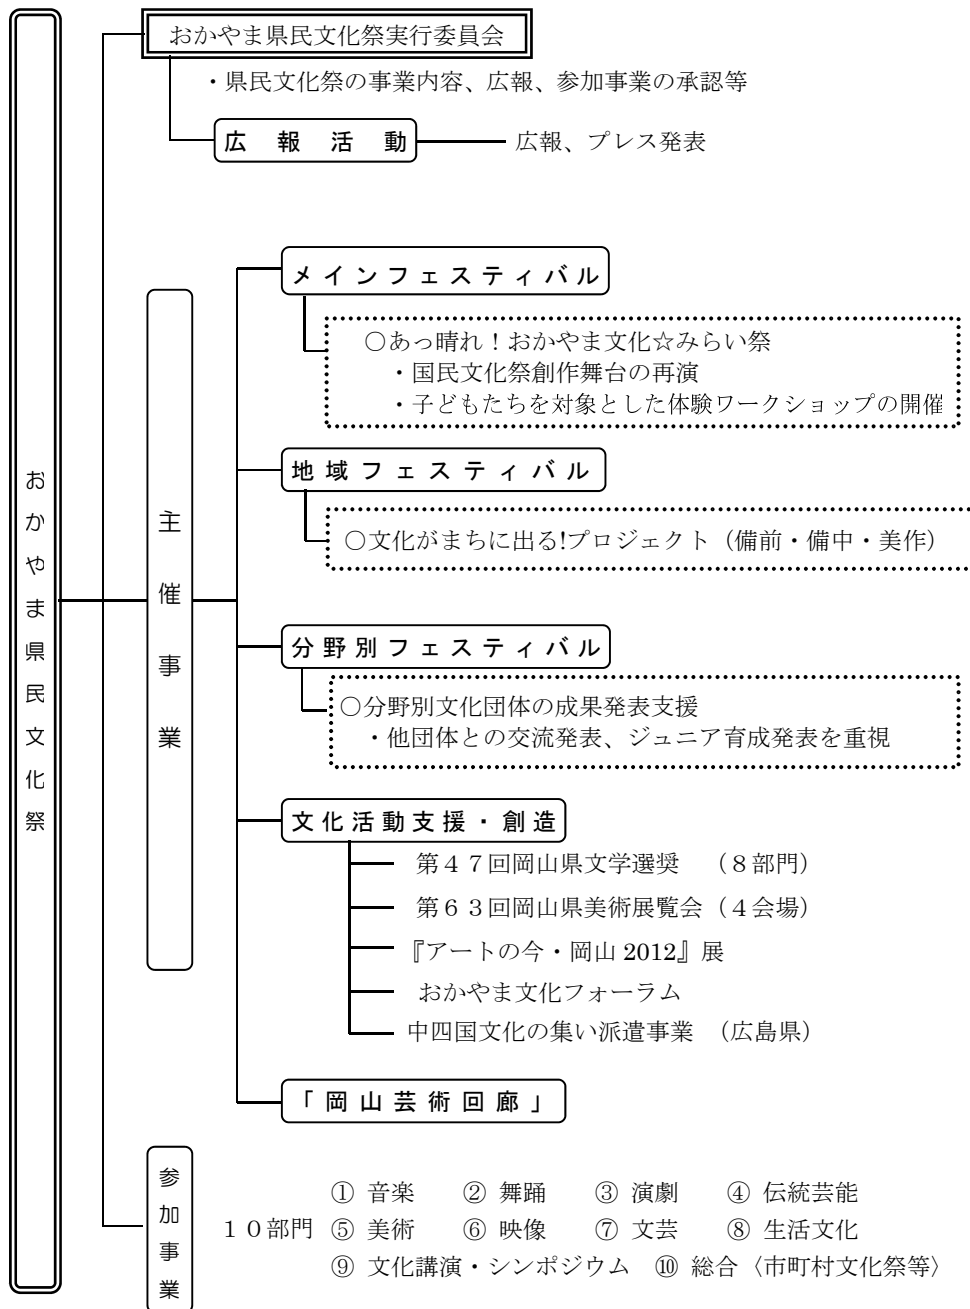 おかやま県民文化祭
おかやま県民文化祭実行委員会
・県民文化祭の事業内容、広報、参加事業の承認等
広報活動
広報、プレス発表
主催事業
メインフェスティバル
○あっ晴れ！おかやま文化☆みらい祭
・国民文化祭創作舞台の再演
・子どもたちを対象とした体験ワークショップの開催
地域フェスティバル
○文化がまちに出る!プロジェクト（備前・備中・美作）
分野別フェスティバル
○分野別文化団体の成果発表支援
・他団体との交流発表、ジュニア育成発表を重視
文化活動支援・創造
第４７回岡山県文学選奨　（８部門）
第６３回岡山県美術展覧会（４会場）
『アートの今・岡山 2012』展
おかやま文化フォーラム
中四国文化の集い派遣事業　（広島県）
「岡山芸術回廊」
参加事業
① 音楽　② 舞踊　③ 演劇　④ 伝統芸能
１０部門 ⑤ 美術　⑥ 映像　⑦ 文芸　⑧ 生活文化
⑨ 文化講演・シンポジウム　⑩ 総合〈市町村文化祭等〉